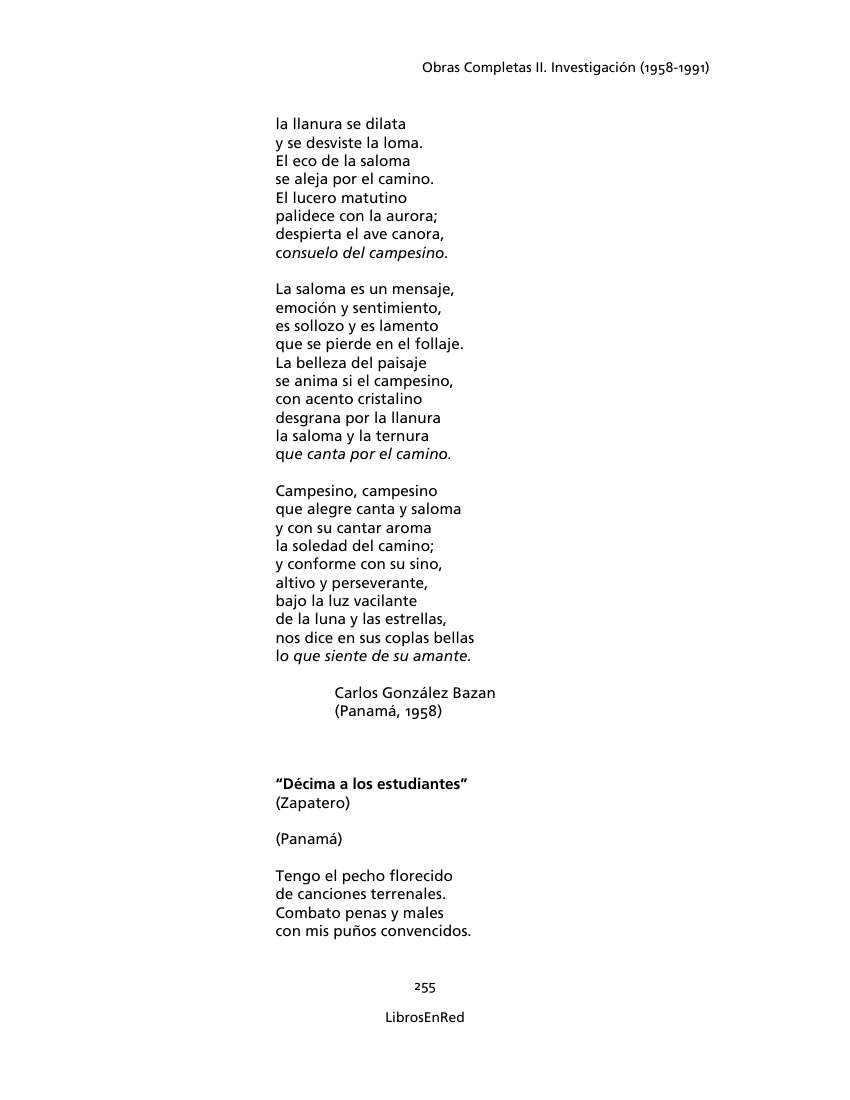 Obras Completas II. Investigación (1958-1991)
la llanura se dilata
y se desviste la loma.
El eco de la saloma
se aleja por el camino.
El lucero matutino
palidece con la aurora;
despierta el ave canora,
consuelo del campesino.
La saloma es un mensaje,
emoción y sentimiento,
es sollozo y es lamento
que se pierde en el follaje.
La belleza del paisaje
se anima si el campesino,
con acento cristalino
desgrana por la llanura
la saloma y la ternura
que canta por el camino.
Campesino, campesino
que alegre canta y saloma
y con su cantar aroma
la soledad del camino;
y conforme con su sino,
altivo y perseverante,
bajo la luz vacilante
de la luna y las estrellas,
nos dice en sus coplas bellas
lo que siente de su amante.
Carlos González Bazan
(Panamá, 1958)
“Décima a los estudiantes”
(Zapatero)
(Panamá)
Tengo el pecho florecido
de canciones terrenales.
Combato penas y males
con mis puños convencidos.
255
LibrosEnRed